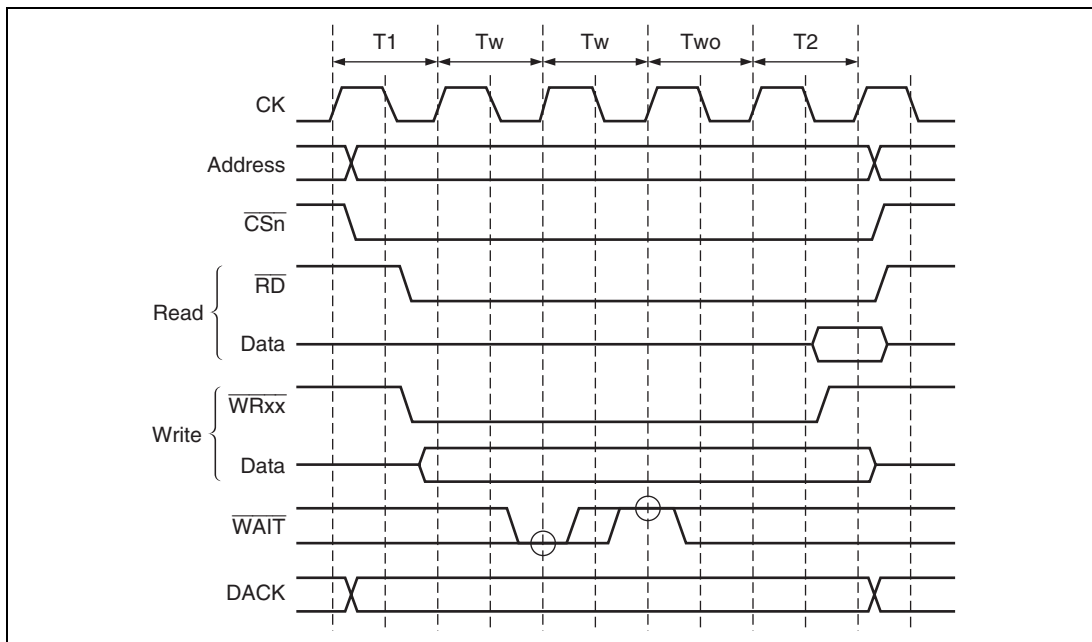 T1 Tw Tw Two T2
CK
Address
CSn
RD
Read
Data
WRxx
Write
Data
WAIT
DACK